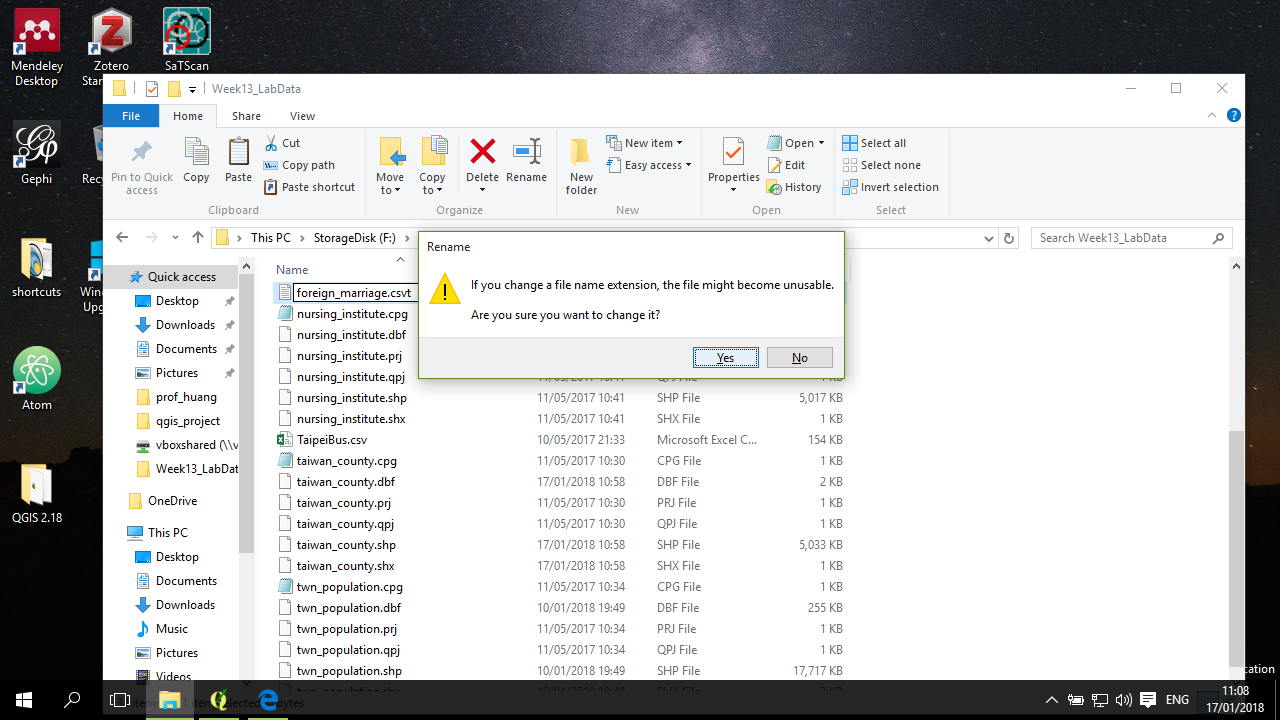 Mendeley Desktop
Zotero
Star
SaTScan
Gephi
Recy
shortcuts
Win
Upg
Atom
QGIS 2.18
Week13_LabData
File
Home
Share
View
Pin to Quick access
Copy
Paste
Cut
Copy path
Paste shortcut
Clipboard
Move to
Copy to
Delete
Rename
Organize
New folder
New item
Easy access
New
Properties
Open
Edit
History
Open
Select all
Select none
Invert selection
Select
This PC
StorageDisk (F:)
Search Week13_LabData
Quick access
Desktop
Downloads
Documents
Pictures
prof_huang
qgis_project
vboxshared (\\v
Week13_LabDat
OneDrive
This PC
Desktop
Documents
Downloads
Music
Pictures
Videos
Name
foreign_marriage.csvt
nursing_institute.cpg
nursing_institute.dbf
nursing_institute.prj
nursing_institute.qpj
nursing_institute.shp 11/05/2017 10:41 SHP File 5,017 KB
nursing_institute.shx 11/05/2017 10:41 SHX File 1 KB
TaipeiBus.csv 10/05/2017 21:33 Microsoft Excel C... 154 KB
taiwan_county.cpg 11/05/2017 10:30 CPG File 1 KB
taiwan_county.dbf 17/01/2018 10:58 DBF File 2 KB
taiwan_county.prj 11/05/2017 10:30 PRJ File 1 KB
taiwan_county.qpj 11/05/2017 10:30 QPJ File 1 KB
taiwan_county.shp 17/01/2018 10:58 SHP File 5,033 KB
taiwan_county.shx 17/01/2018 10:58 SHX File 1 KB
twn_population.cpg 11/05/2017 10:34 CPG File 1 KB
twn_population.dbf 10/01/2018 19:49 DBF File 255 KB
twn_population.prj 11/05/2017 10:34 PRJ File 1 KB
twn_population.qpj 11/05/2017 10:34 QPJ File 1 KB
twn_population.shp 10/01/2018 19:49 SHP File 17,717 KB
Rename
If you change a file name extension, the file might become unusable.
Are you sure you want to change it?
Yes
No
ENG
11:08
17/01/2018